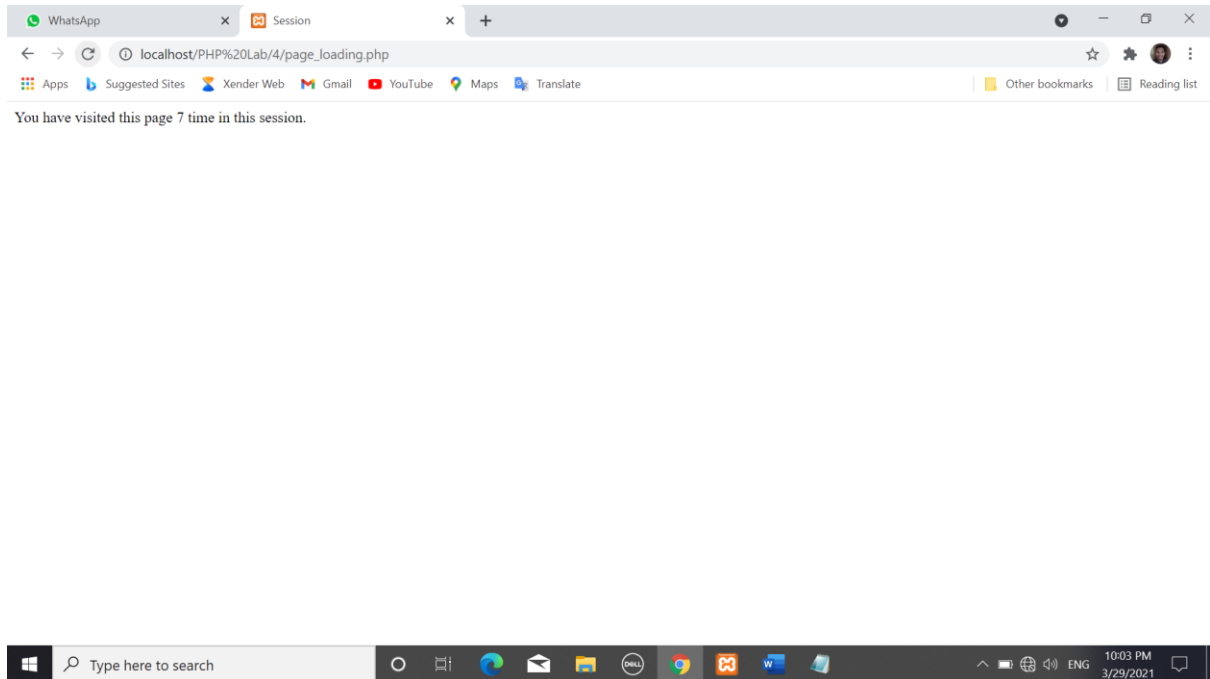 WhatsApp
Session
localhost/PHP%20Lab/4/page_loading.php
Apps Suggested Sites Xender Web Gmail YouTube Maps Translate Other bookmarks Reading list
You have visited this page 7 time in this session.
Type here to search
DELL
W
ENG
10:03 PM
3/29/2021